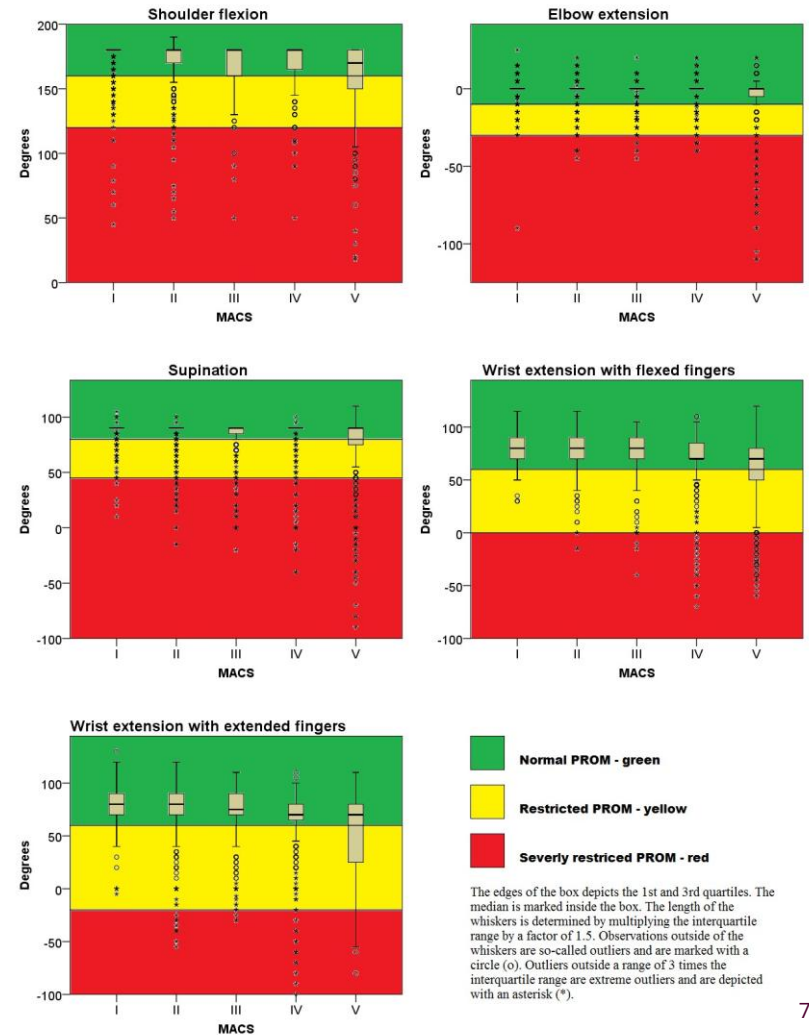 Shoulder flexion
200
150
100
50
0
Degrees
I II III IV V
MACS
Elbow extension
0
-50
-100
Degrees
I II III IV V
MACS
Supination
100
50
0
-50
-100
Degrees
I II III IV V
MACS
Wrist extension with flexed fingers
100
50
0
-50
-100
Degrees
I II III IV V
MACS
Wrist extension with extended fingers
100
50
0
-50
-100
Degrees
I II III IV V
MACS
Normal PROM - green
Restricted PROM - yellow
Severly restriced PROM - red
The edges of the box depicts the 1st and 3rd quartiles. The
median is marked inside the box. The length of the
whiskers is determined by multiplying the interquartile
range by a factor of 1.5. Observations outside of the
whiskers are so-called outliers and are marked with a
circle (o). Outliers outside a range of 3 times the
interquartile range are extreme outliers and are depicted
with an asterisk (*).
7